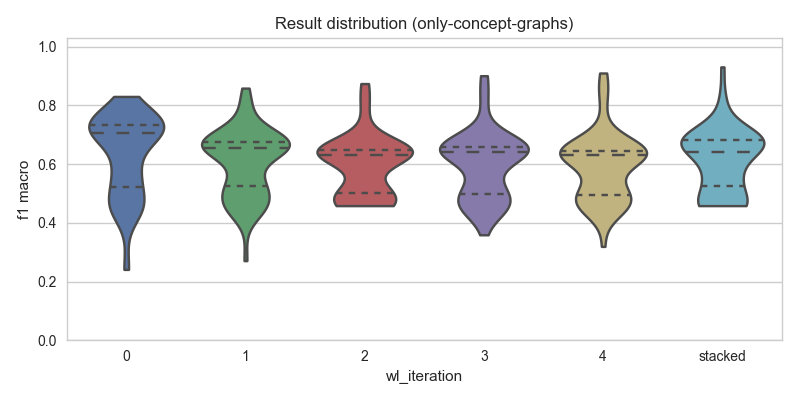 Result distribution (only-concept-graphs)
1.0
0.8
0.6
0.4
0.2
0.0
f1 macro
0 1 2 3 4 stacked
wl_iteration